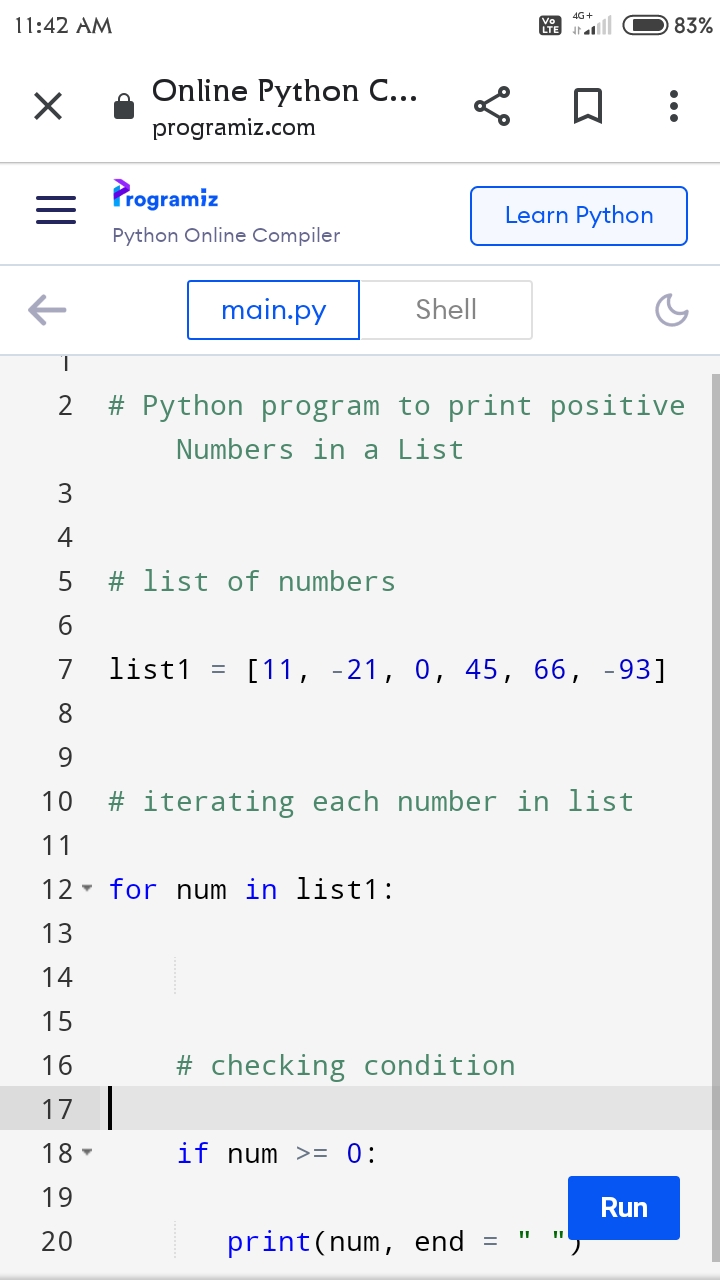 11:42 AM
Vo LTE
4G+
83%
Online Python C...
programiz.com
Programiz
Python Online Compiler
Learn Python
main.py
Shell
1
2 # Python program to print positive
Numbers in a List
3
4
5 # list of numbers
6
7 list1 = [11, -21, 0, 45, 66, -93]
8
9
10 # iterating each number in list
11
12 for num in list1:
13
14
15
16 # checking condition
17
18 if num >= 0:
19
Run
20 print(num, end = " ")